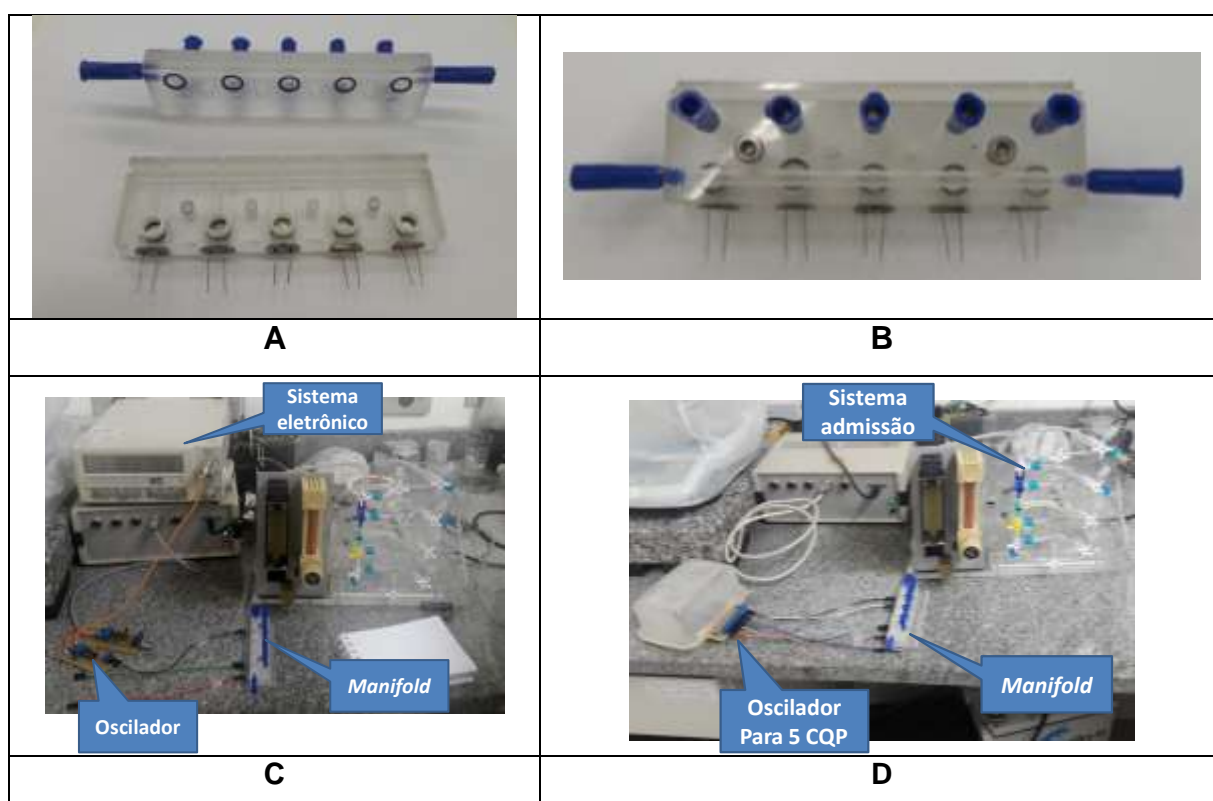 A
B
Sistema
eletrônico
Manifold
Oscilador
C
Sistema
admissão
Manifold
Oscilador
Para 5 CQP
D